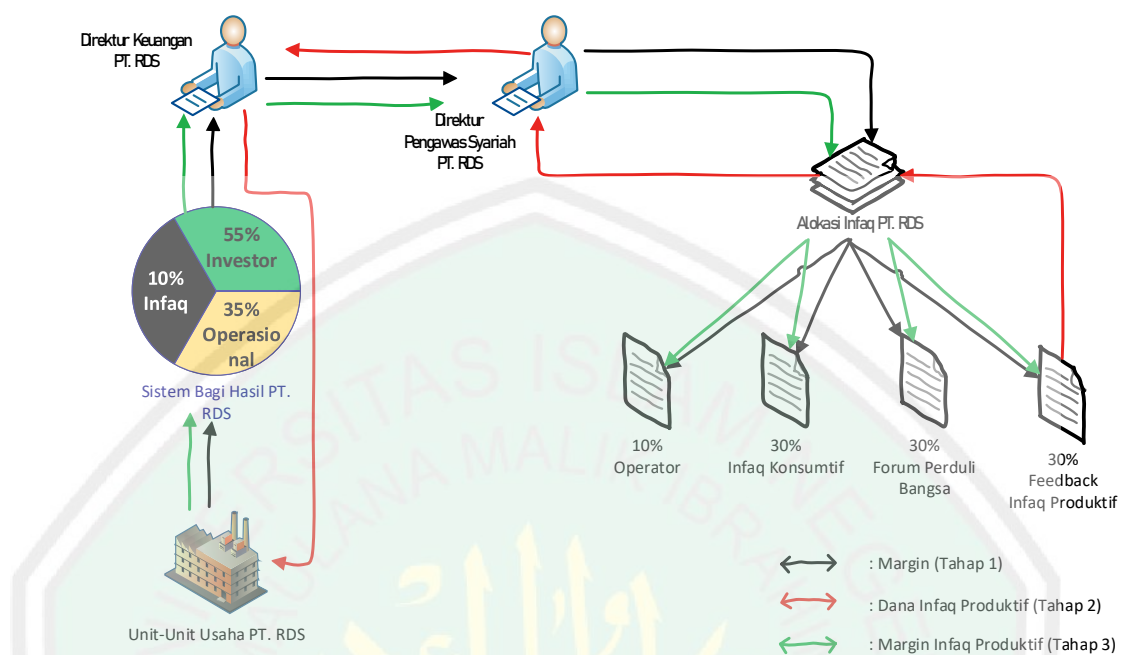 Direktur Keuangan
PT. RDS
Direktur
Pengawas Syariah
PT. RDS
Alokasi Infaq PT. RDS
55%
Investor
10%
Infaq
35%
Operasio
nal
Sistem Bagi Hasil PT.
RDS
10%
Operator
30%
Infaq Konsumtif
30%
Forum Perduli
Bangsa
30%
Feedback
Infaq Produktif
Unit-Unit Usaha PT. RDS
: Margin (Tahap 1)
: Dana Infaq Produktif (Tahap 2)
: Margin Infaq Produktif (Tahap 3)